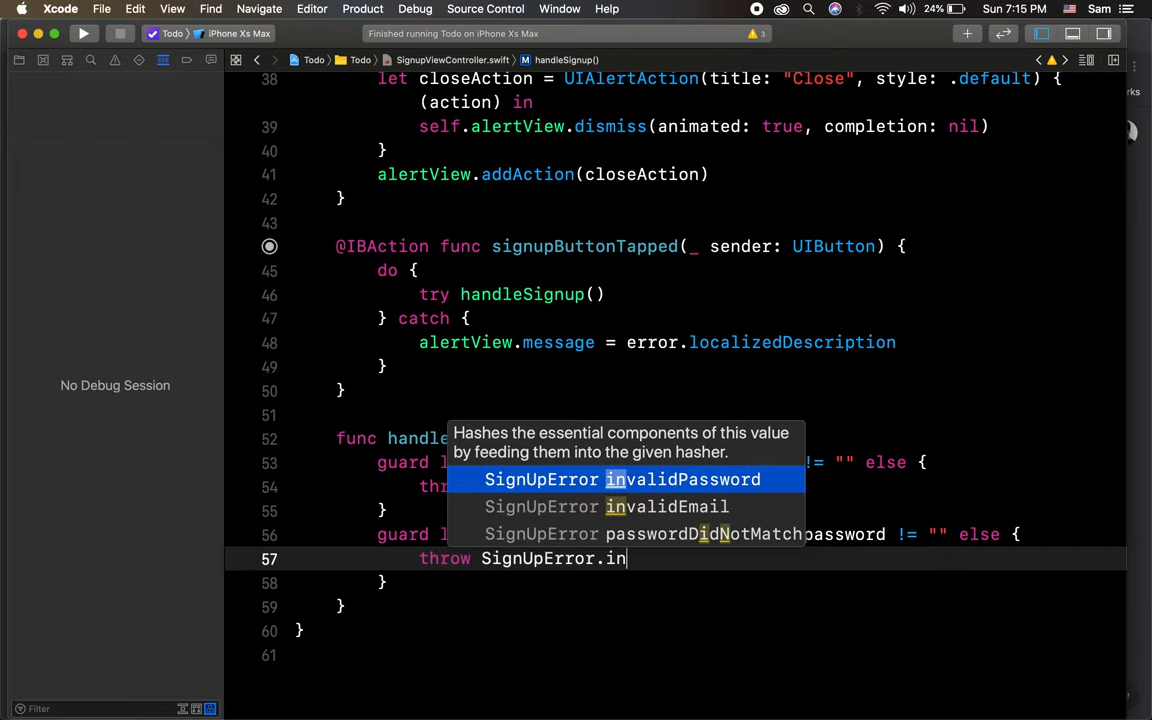 Xcode File Edit View Find Navigate Editor Product Debug Source Control Window Help 24% Sun 7:15 PM Sam
Todo iPhone Xs Max Finished running Todo on iPhone Xs Max 3
Todo Todo SignupViewController.swift M handleSignup()
rks
38 let closeAction = UIAlertAction(title: "Close", style: .default) {
(action) in
39 self.alertView.dismiss(animated: true, completion: nil)
40 }
41 alertView.addAction(closeAction)
42 }
43
@IBAction func signupButtonTapped(_ sender: UIButton) {
45 do {
46 try handleSignup()
47 } catch {
48 alertView.message = error.localizedDescription
49 }
50 }
51
No Debug Session
52 func handle
Hashes the essential components of this value
by feeding them into the given hasher.
53 guard l != "" else {
SignUpError invalidPassword
54 thr
SignUpError invalidEmail
55 }
SignUpError passwordDidNotMatch
56 guard l password != "" else {
57 throw SignUpError.in
58 }
59 }
60 }
61
Filter